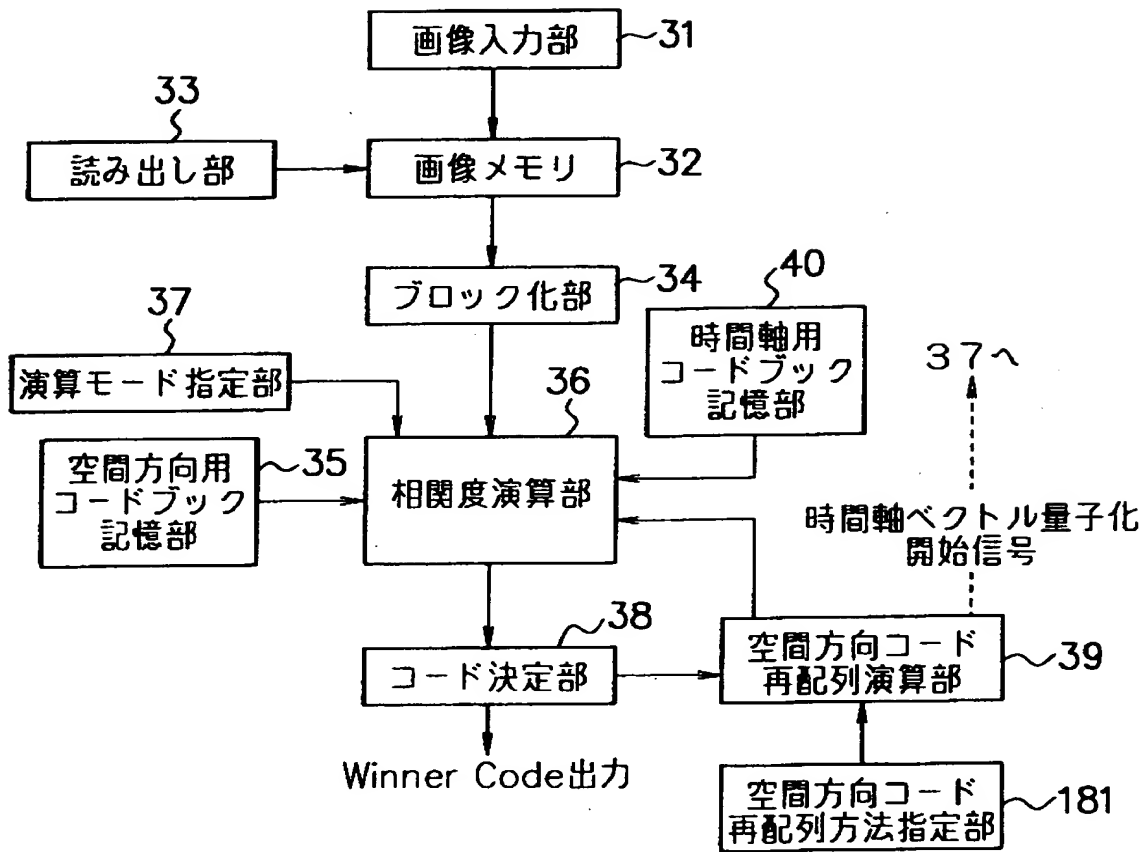 画像入力部
31
33
読み出し部
画像メモリ
32
ブロック化部
34
40
37
時間軸用
コードブック
記憶部
37へ
演算モード指定部
36
空間方向用
コードブック
記憶部
35
相関度演算部
時間軸ベクトル量子化
開始信号
38
コード決定部
空間方向コード
再配列演算部
39
Winner Code出力
空間方向コード
再配列方法指定部
181